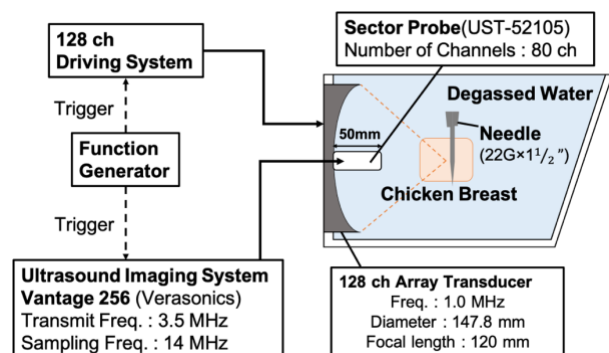 128 ch
Driving System
Trigger
Function
Generator
Trigger
Ultrasound Imaging System
Vantage 256 (Verasonics)
Transmit Freq. : 3.5 MHz
Sampling Freq. : 14 MHz
Sector Probe(UST-52105)
Number of Channels : 80 ch
Degassed Water
50mm
Needle
(22G×1 1/2 ")
Chicken Breast
128 ch Array Transducer
Freq. : 1.0 MHz
Diameter : 147.8 mm
Focal length : 120 mm